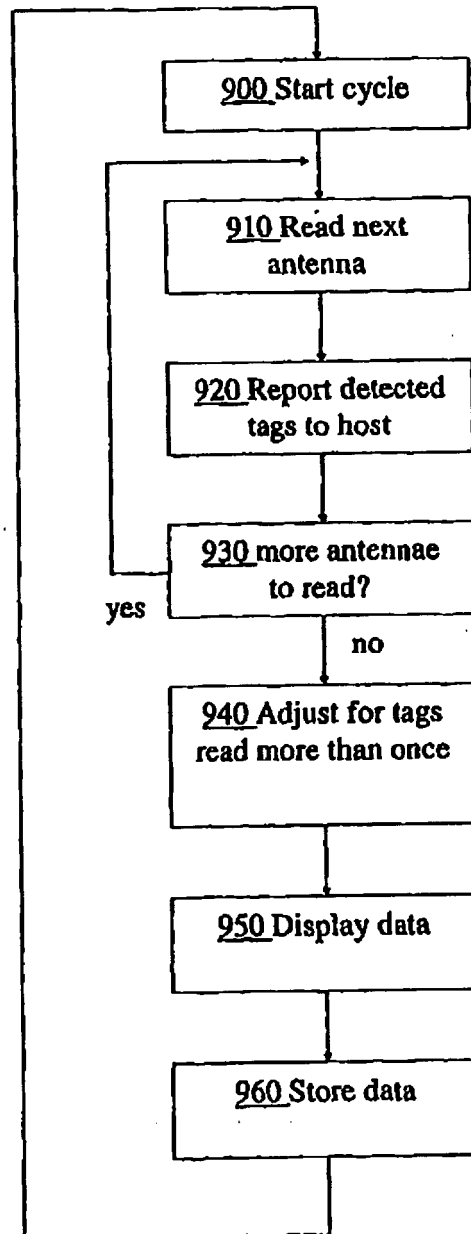 900 Start cycle
910 Read next
antenna
920 Report detected
tags to host
930 more antennae
to read?
yes
no
940 Adjust for tags
read more than once
950 Display data
960 Store data